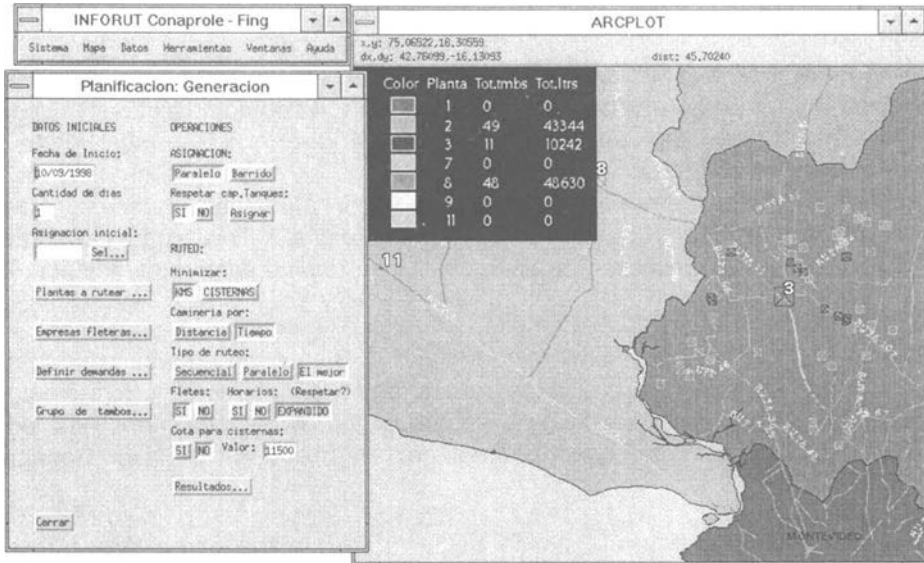 INFORUT Conaprole - Fing
Sistema Mapa Datos Herramientas Ventanas Ayuda
ARCPLOT
x,y: 75.06522,18.30559
dx,dy: 42.76099,-16.13093 dist: 45.70240
Planificacion: Generacion
DATOS INICIALES
Fecha de Inicio:
10/09/1998
Cantidad de dias
1
Asignacion inicial:
Sel...
Plantas a rutear ...
Empresas fleteras...
Definir demandas ...
Grupo de tambos...
Cerrar
OPERACIONES
ASIGNACION:
Paralelo Barrido
Respetar cap.Tanques:
SI NO Asignar
RUTEO:
Minimizar:
KMS CISTERNAS
Camineria por:
Distancia Tiempo
Tipo de ruteo:
Secuencial Paralelo El mejor
Fletes: Horarios: (Respetar?)
SI NO SI NO EXPANDIDO
Cota para cisternas:
SI NO Valor: 11500
Resultados...
Color Planta Tot.tmbs Tot.ltrs
1 0 0
2 49 43344
3 11 10242
7 0 0
8 48 48630
9 0 0
11 0 0
8
11
3
MONTEVIDEO